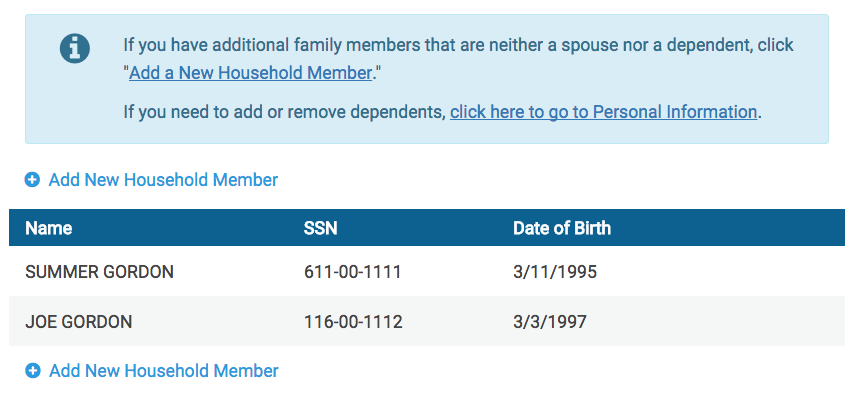 If you have additional family members that are neither a spouse nor a dependent, click
"Add a New Household Member."
If you need to add or remove dependents, click here to go to Personal Information.
Add New Household Member
Name SSN Date of Birth
SUMMER GORDON 611-00-1111 3/11/1995
JOE GORDON 116-00-1112 3/3/1997
Add New Household Member